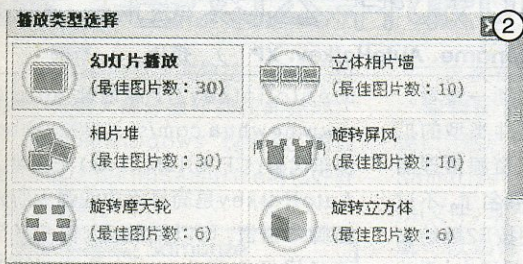 播放类型选择
②
幻灯片播放
(最佳图片数：30)
立体相片墙
(最佳图片数：10)
相片堆
(最佳图片数：30)
旋转屏风
(最佳图片数：10)
旋转摩天轮
(最佳图片数：6)
旋转立方体
(最佳图片数：6)